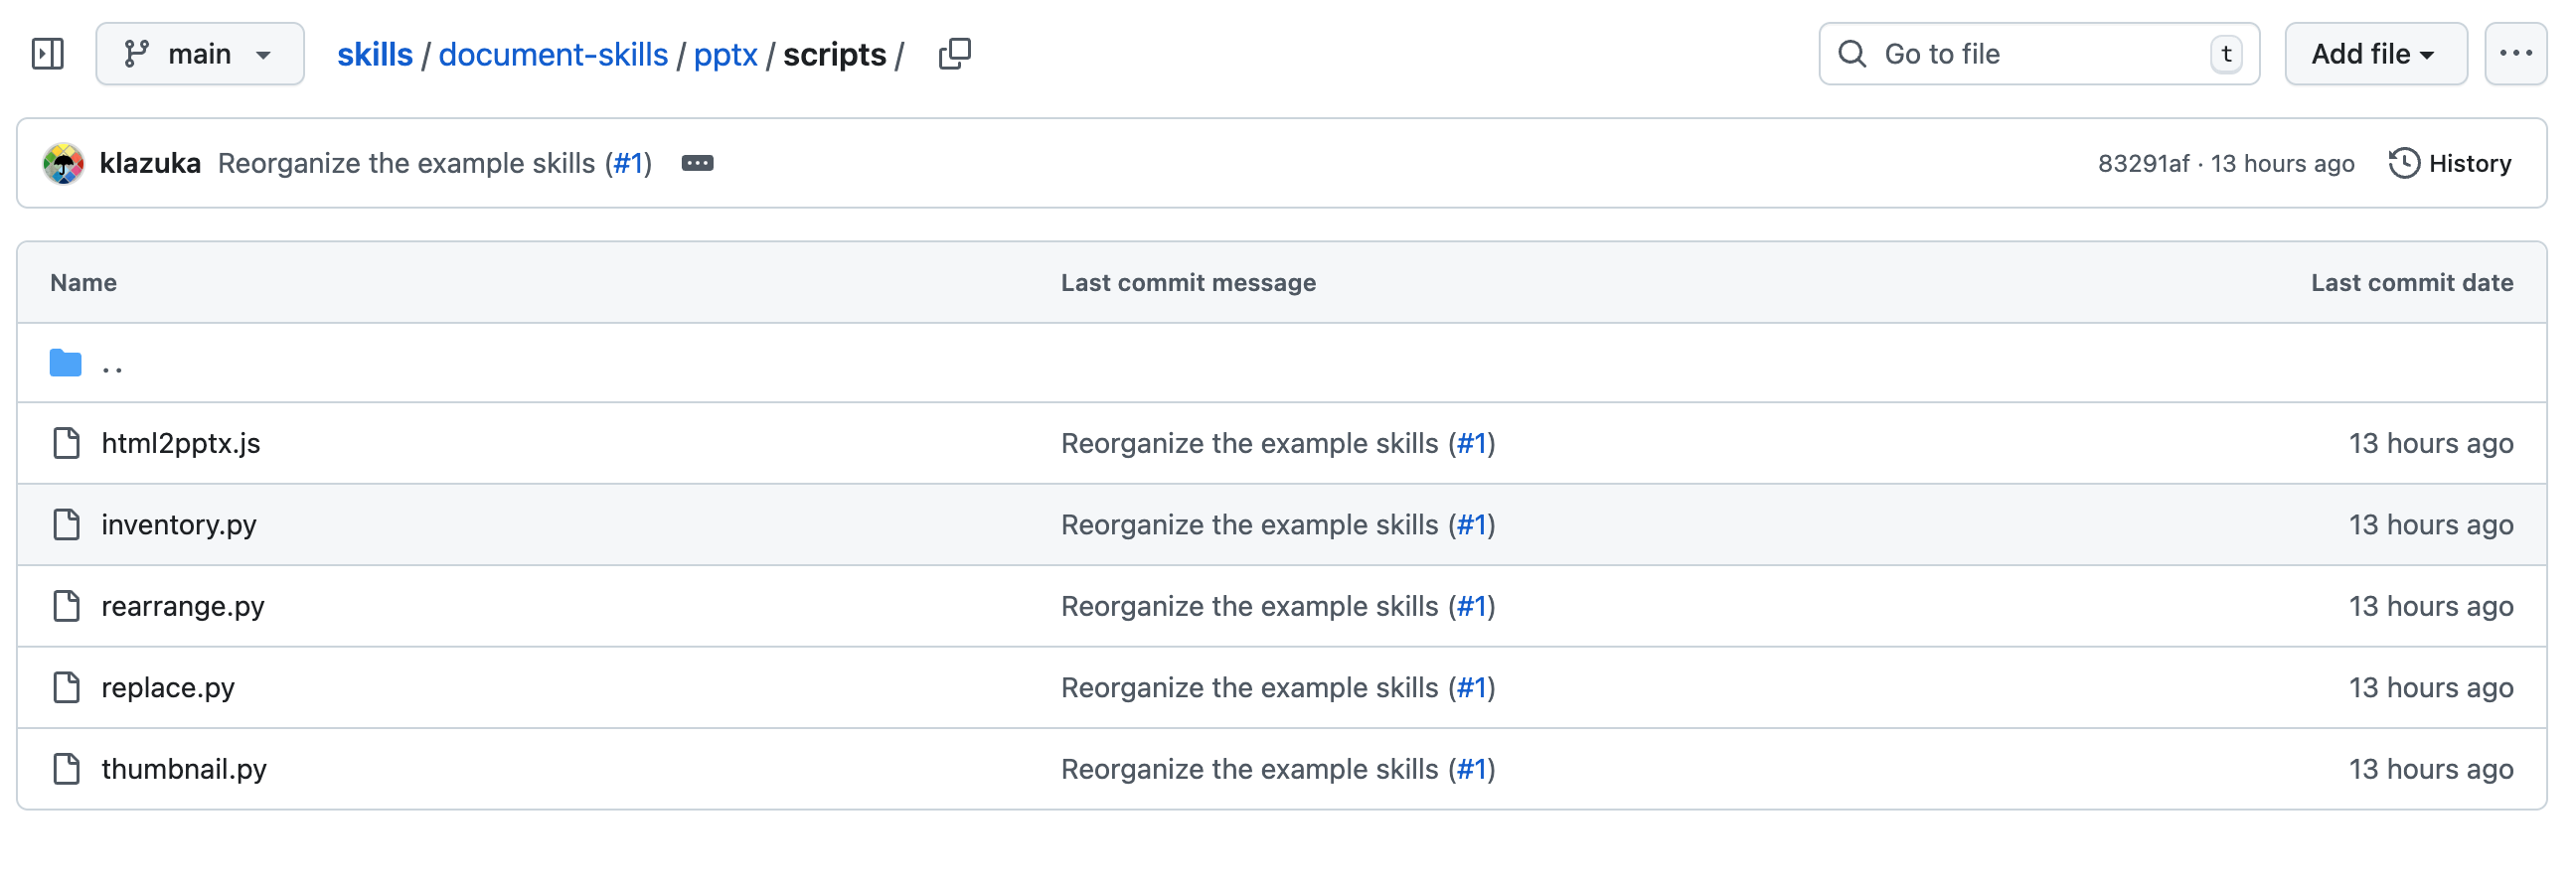 main
skills / document-skills / pptx / scripts /
Go to file
t
Add file
klazuka Reorganize the example skills (#1)
83291af · 13 hours ago
History
Name Last commit message Last commit date
..
html2pptx.js Reorganize the example skills (#1) 13 hours ago
inventory.py Reorganize the example skills (#1) 13 hours ago
rearrange.py Reorganize the example skills (#1) 13 hours ago
replace.py Reorganize the example skills (#1) 13 hours ago
thumbnail.py Reorganize the example skills (#1) 13 hours ago